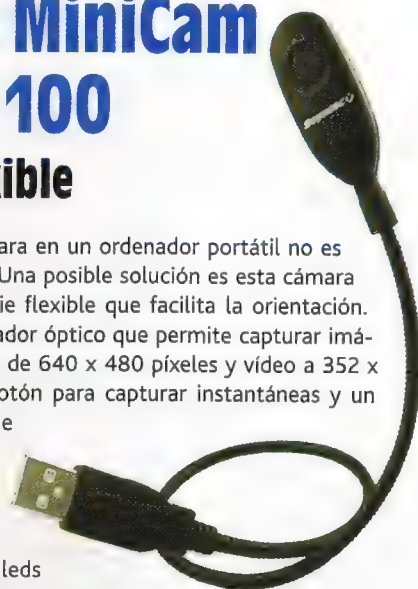 MiniCam
100
xible
ara en un ordenador portátil no es
Una posible solución es esta cámara
ie flexible que facilita la orientación.
ador óptico que permite capturar imá-
de 640 x 480 píxeles y vídeo a 352 x
otón para capturar instantáneas y un
e
leds